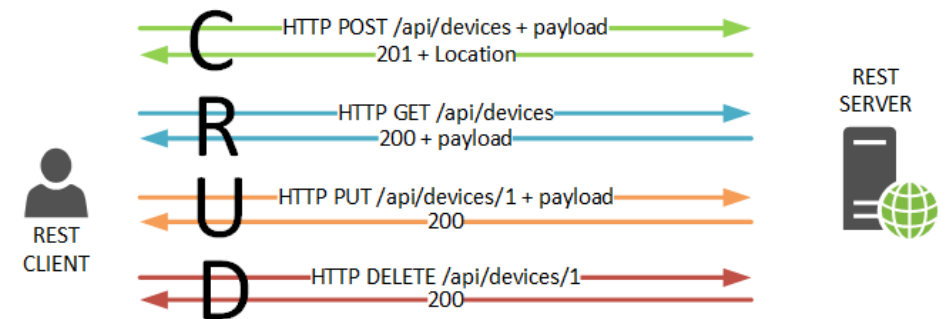 C
HTTP POST /api/devices + payload
201 + Location
R
HTTP GET /api/devices
200 + payload
U
HTTP PUT /api/devices/1 + payload
200
D
HTTP DELETE /api/devices/1
200
REST
CLIENT
REST
SERVER